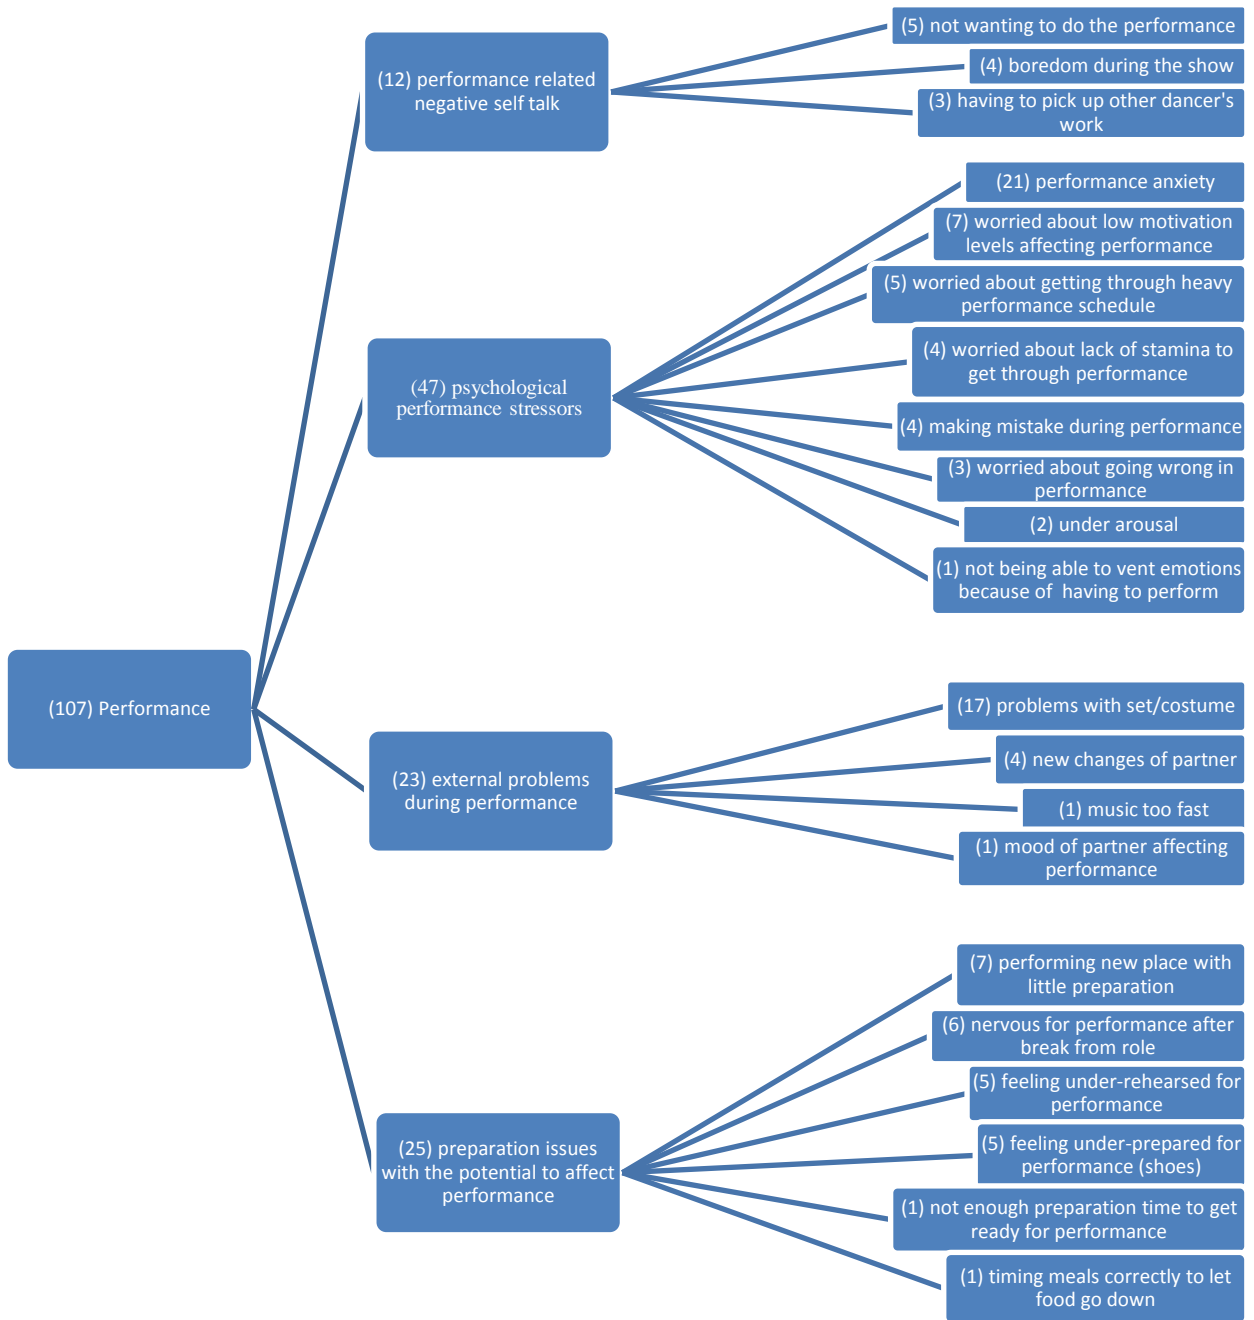 (107) Performance
(12) performance related
negative self talk
(5) not wanting to do the performance
(4) boredom during the show
(3) having to pick up other dancer's
work
(47) psychological
performance stressors
(21) performance anxiety
(7) worried about low motivation
levels affecting performance
(5) worried about getting through heavy
performance schedule
(4) worried about lack of stamina to
get through performance
(4) making mistake during performance
(3) worried about going wrong in
performance
(2) under arousal
(1) not being able to vent emotions
because of having to perform
(23) external problems
during performance
(17) problems with set/costume
(4) new changes of partner
(1) music too fast
(1) mood of partner affecting
performance
(25) preparation issues
with the potential to affect
performance
(7) performing new place with
little preparation
(6) nervous for performance after
break from role
(5) feeling under-rehearsed for
performance
(5) feeling under-prepared for
performance (shoes)
(1) not enough preparation time to get
ready for performance
(1) timing meals correctly to let
food go down